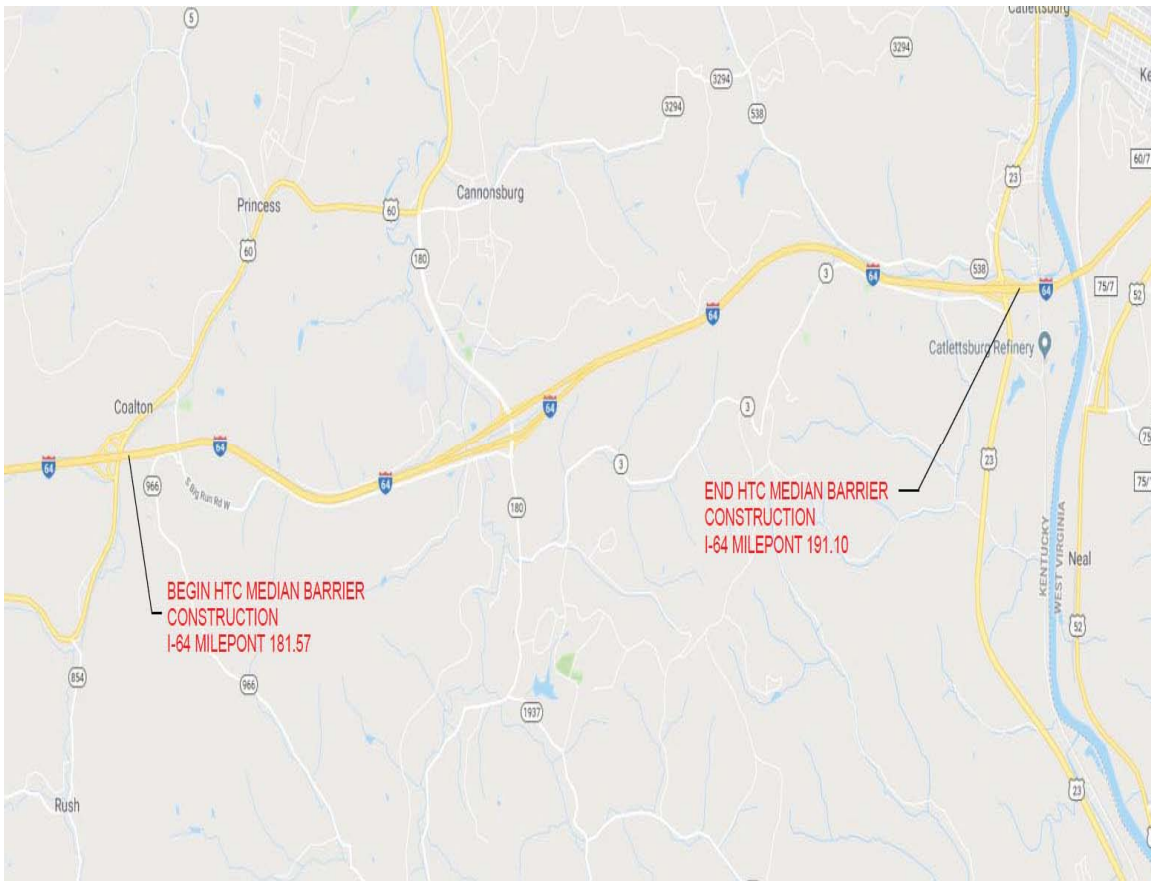 Catlettsburg
5
3294
3294
538
3294
Ke
60/7
23
Princess
Cannonsburg
60
60
180
3
538
64
64
75/7
52
64
Catlettsburg Refinery
Coalton
64
3
64
64
64
966
S Big Run Rd W
3
23
75
75/
180
END HTC MEDIAN BARRIER
CONSTRUCTION
I-64 MILEPONT 191.10
KENTUCKY
WEST VIRGINIA
Neal
BEGIN HTC MEDIAN BARRIER
CONSTRUCTION
I-64 MILEPONT 181.57
52
854
966
1937
Rush
23